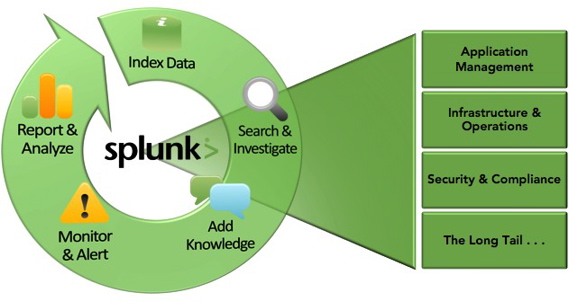 Index Data
Search &
Investigate
Add
Knowledge
Monitor
& Alert
Report &
Analyze
splunk>
Application
Management
Infrastructure &
Operations
Security & Compliance
The Long Tail . . .